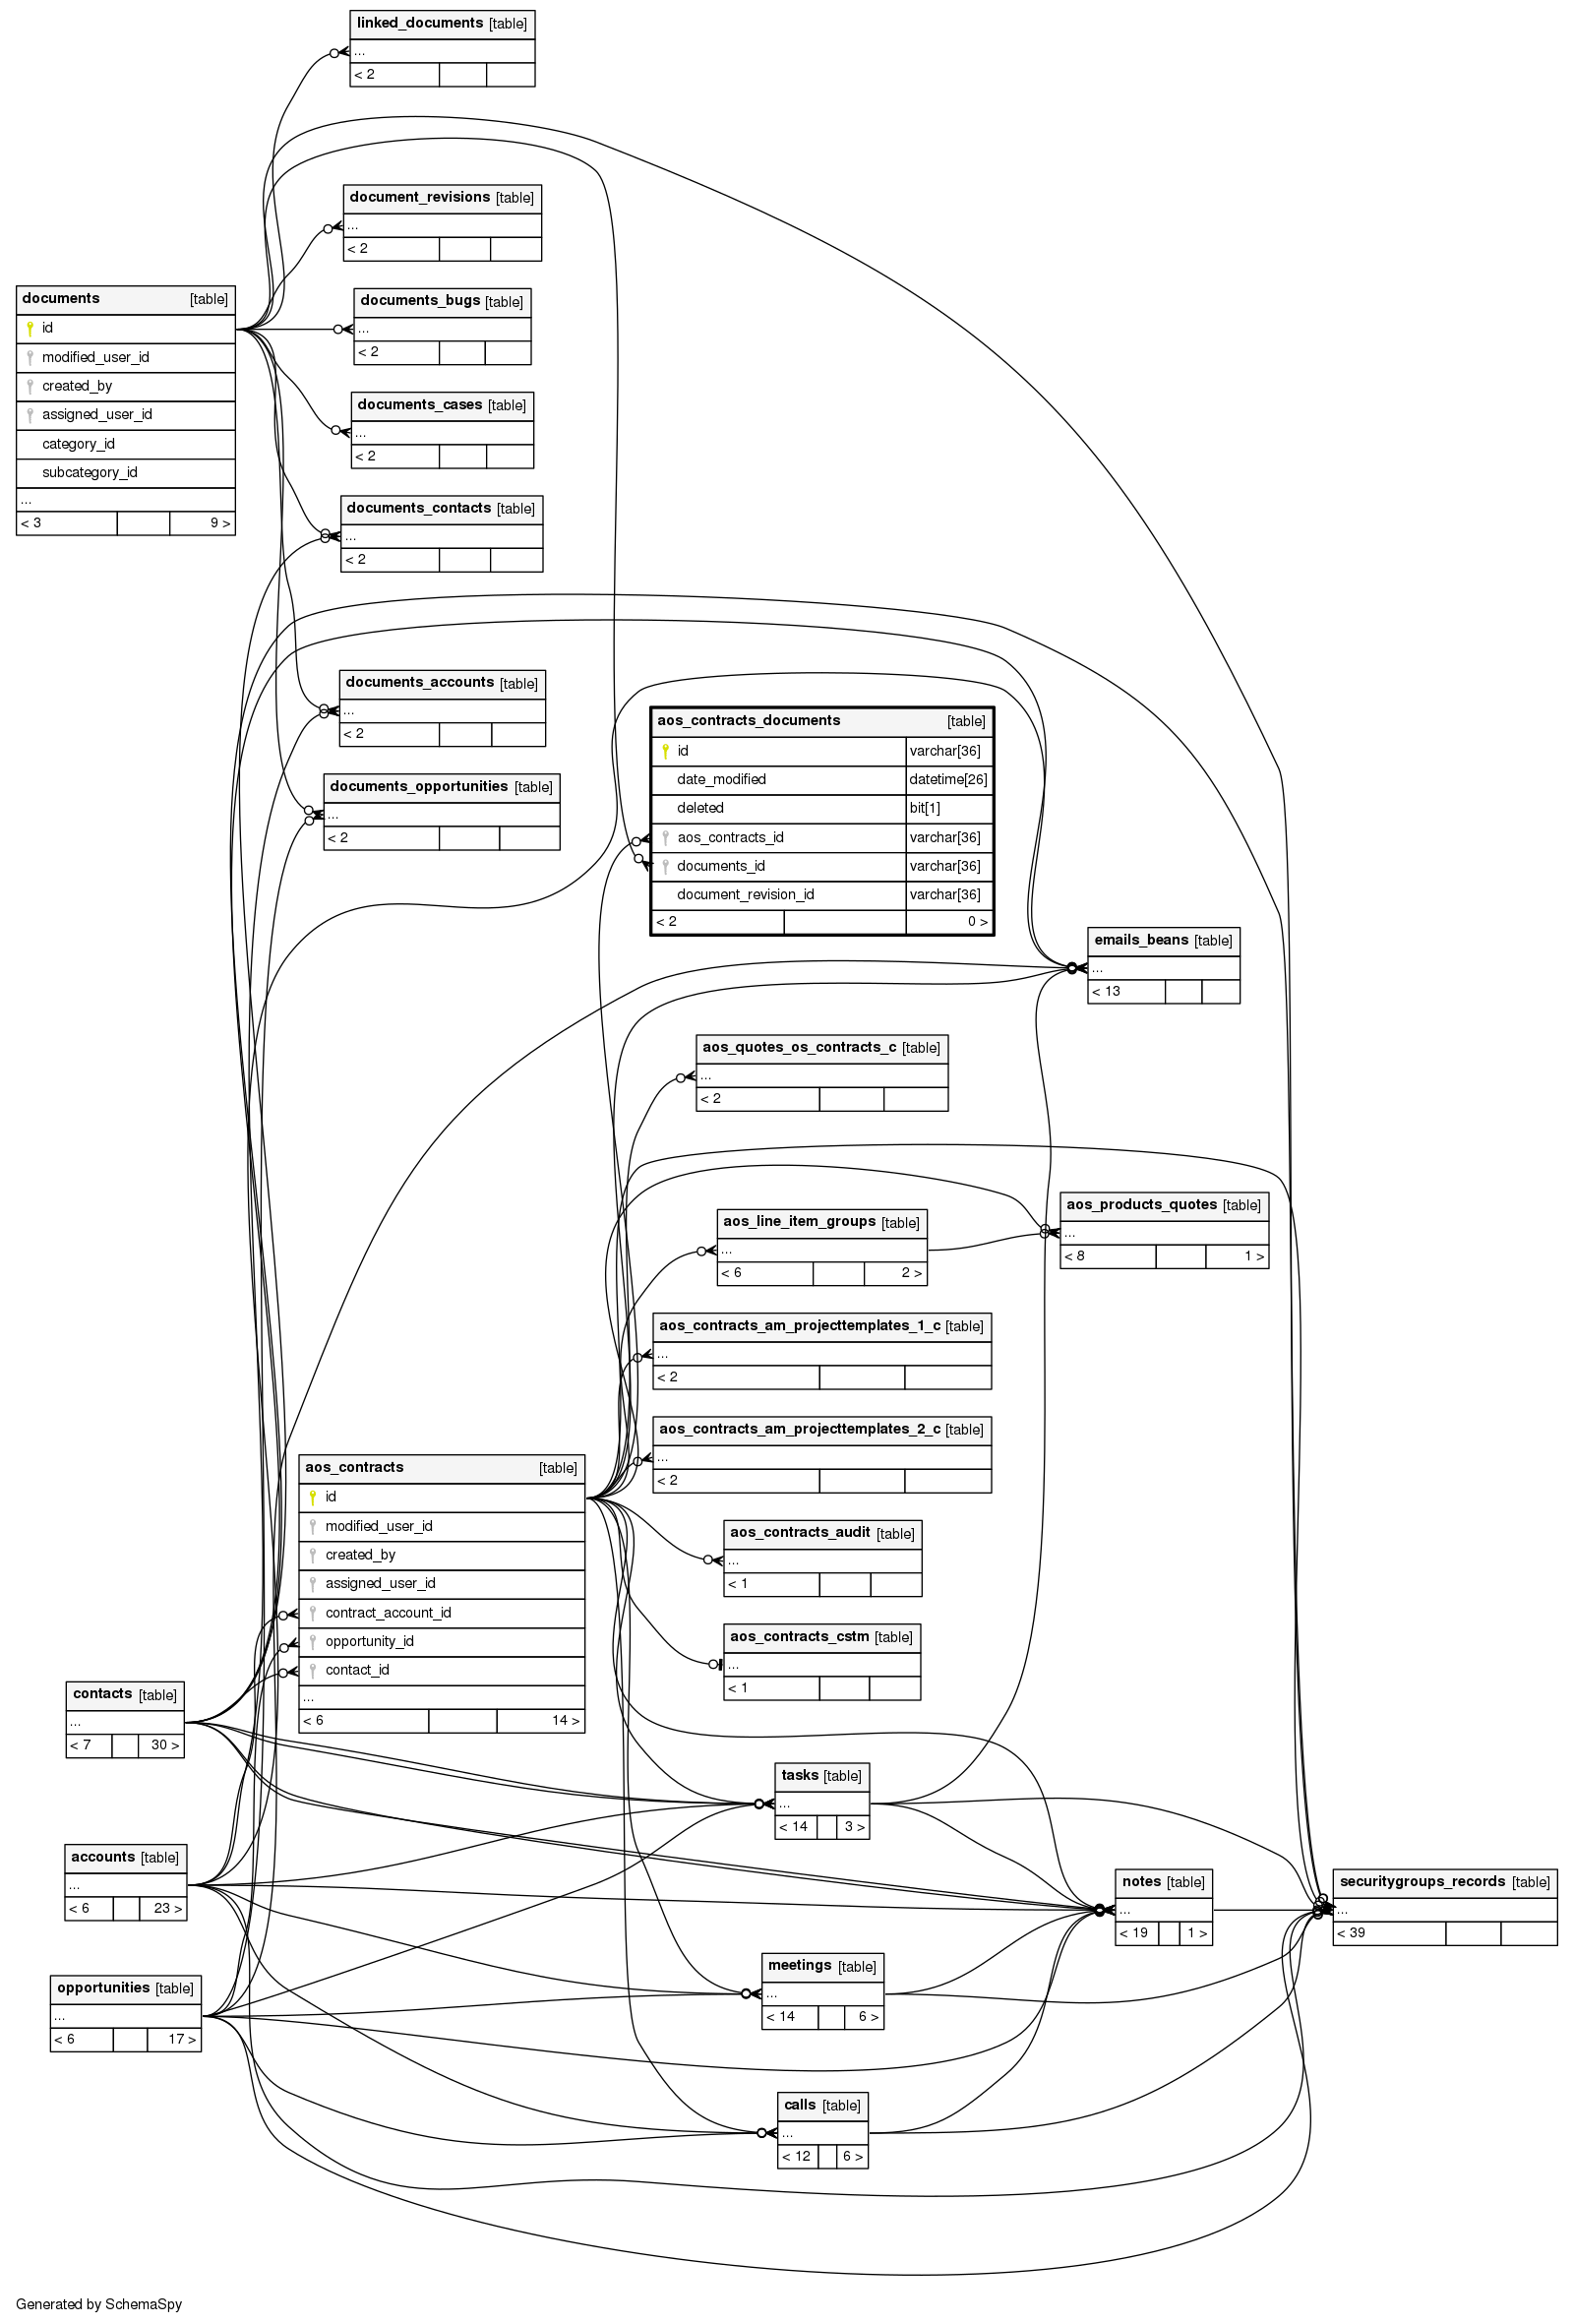 linked_documents [table]
...
< 2
document_revisions [table]
...
< 2
documents [table]
id
modified_user_id
created_by
assigned_user_id
category_id
subcategory_id
...
< 3 9 >
documents_bugs [table]
...
< 2
documents_cases [table]
...
< 2
documents_contacts [table]
...
< 2
documents_accounts [table]
...
< 2
documents_opportunities [table]
...
< 2
aos_contracts_documents [table]
id varchar[36]
date_modified datetime[26]
deleted bit[1]
aos_contracts_id varchar[36]
documents_id varchar[36]
document_revision_id varchar[36]
< 2 0 >
emails_beans [table]
...
< 13
aos_quotes_os_contracts_c [table]
...
< 2
aos_products_quotes [table]
...
< 8 1 >
aos_line_item_groups [table]
...
< 6 2 >
aos_contracts_am_projecttemplates_1_c [table]
...
< 2
aos_contracts_am_projecttemplates_2_c [table]
...
< 2
aos_contracts [table]
id
modified_user_id
created_by
assigned_user_id
contract_account_id
opportunity_id
contact_id
...
< 6 14 >
aos_contracts_audit [table]
...
< 1
aos_contracts_cstm [table]
...
< 1
contacts [table]
...
< 7 30 >
tasks [table]
...
< 14 3 >
accounts [table]
...
< 6 23 >
notes [table]
...
< 19 1 >
securitygroups_records [table]
...
< 39
meetings [table]
...
< 14 6 >
opportunities [table]
...
< 6 17 >
calls [table]
...
< 12 6 >
Generated by SchemaSpy